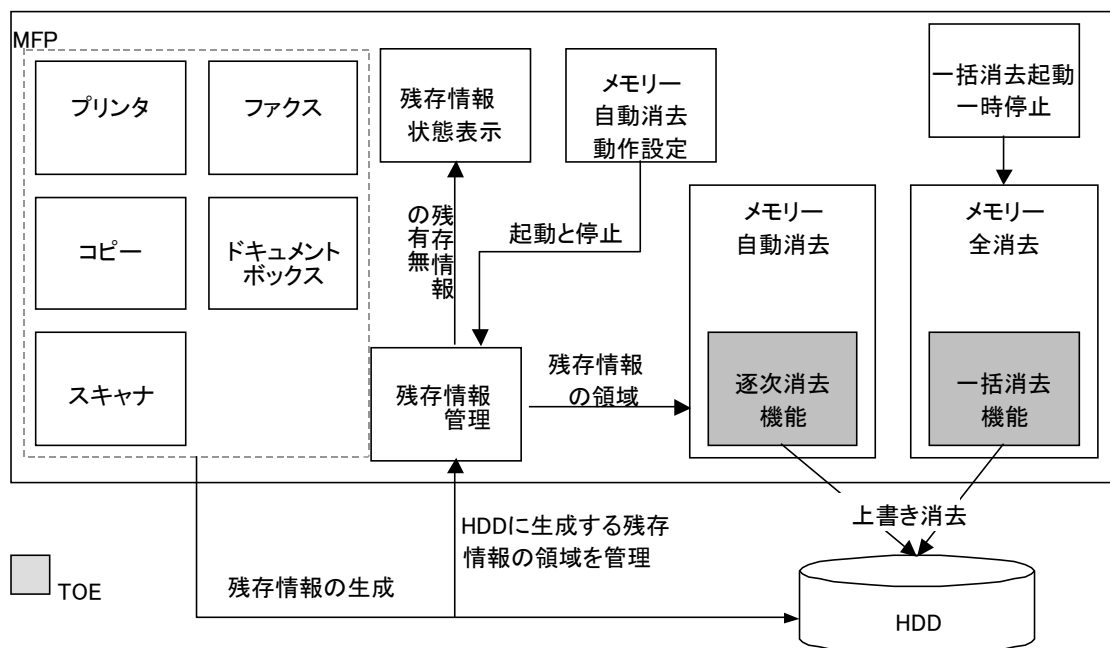 MFP
プリンタ
ファクス
コピー
ドキュメント
ボックス
スキャナ
残存情報
状態表示
メモリー
自動消去
動作設定
一括消去起動
一時停止
残存情報
の有無
起動と停止
メモリー
自動消去
メモリー
全消去
残存情報
管理
残存情報
の領域
逐次消去
機能
一括消去
機能
上書き消去
HDDに生成する残存
情報の領域を管理
残存情報の生成
TOE
HDD